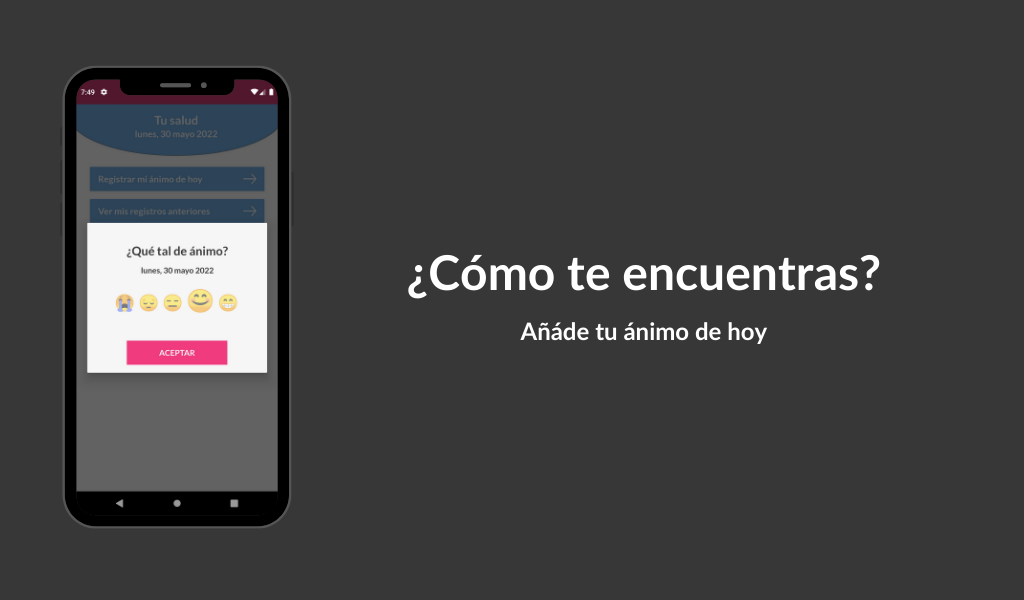 7:49
Tu salud
lunes, 30 mayo 2022
Registrar mi ánimo de hoy
Ver mis registros anteriores
¿Qué tal de ánimo?
lunes, 30 mayo 2022
ACEPTAR
¿Cómo te encuentras?
Añáde tu ánimo de hoy